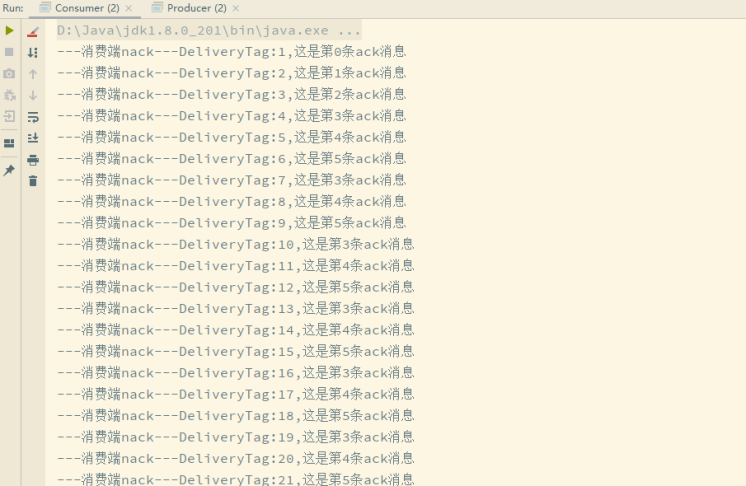 Run: Consumer (2) × Producer (2) ×
D:\Java\jdk1.8.0_201\bin\java.exe ...
---消费端nack---DeliveryTag:1,这是第0条ack消息
---消费端nack---DeliveryTag:2,这是第1条ack消息
---消费端nack---DeliveryTag:3,这是第2条ack消息
---消费端nack---DeliveryTag:4,这是第3条ack消息
---消费端nack---DeliveryTag:5,这是第4条ack消息
---消费端nack---DeliveryTag:6,这是第5条ack消息
---消费端nack---DeliveryTag:7,这是第3条ack消息
---消费端nack---DeliveryTag:8,这是第4条ack消息
---消费端nack---DeliveryTag:9,这是第5条ack消息
---消费端nack---DeliveryTag:10,这是第3条ack消息
---消费端nack---DeliveryTag:11,这是第4条ack消息
---消费端nack---DeliveryTag:12,这是第5条ack消息
---消费端nack---DeliveryTag:13,这是第3条ack消息
---消费端nack---DeliveryTag:14,这是第4条ack消息
---消费端nack---DeliveryTag:15,这是第5条ack消息
---消费端nack---DeliveryTag:16,这是第3条ack消息
---消费端nack---DeliveryTag:17,这是第4条ack消息
---消费端nack---DeliveryTag:18,这是第5条ack消息
---消费端nack---DeliveryTag:19,这是第3条ack消息
---消费端nack---DeliveryTag:20,这是第4条ack消息
---消费端nack---DeliveryTag:21,这是第5条ack消息